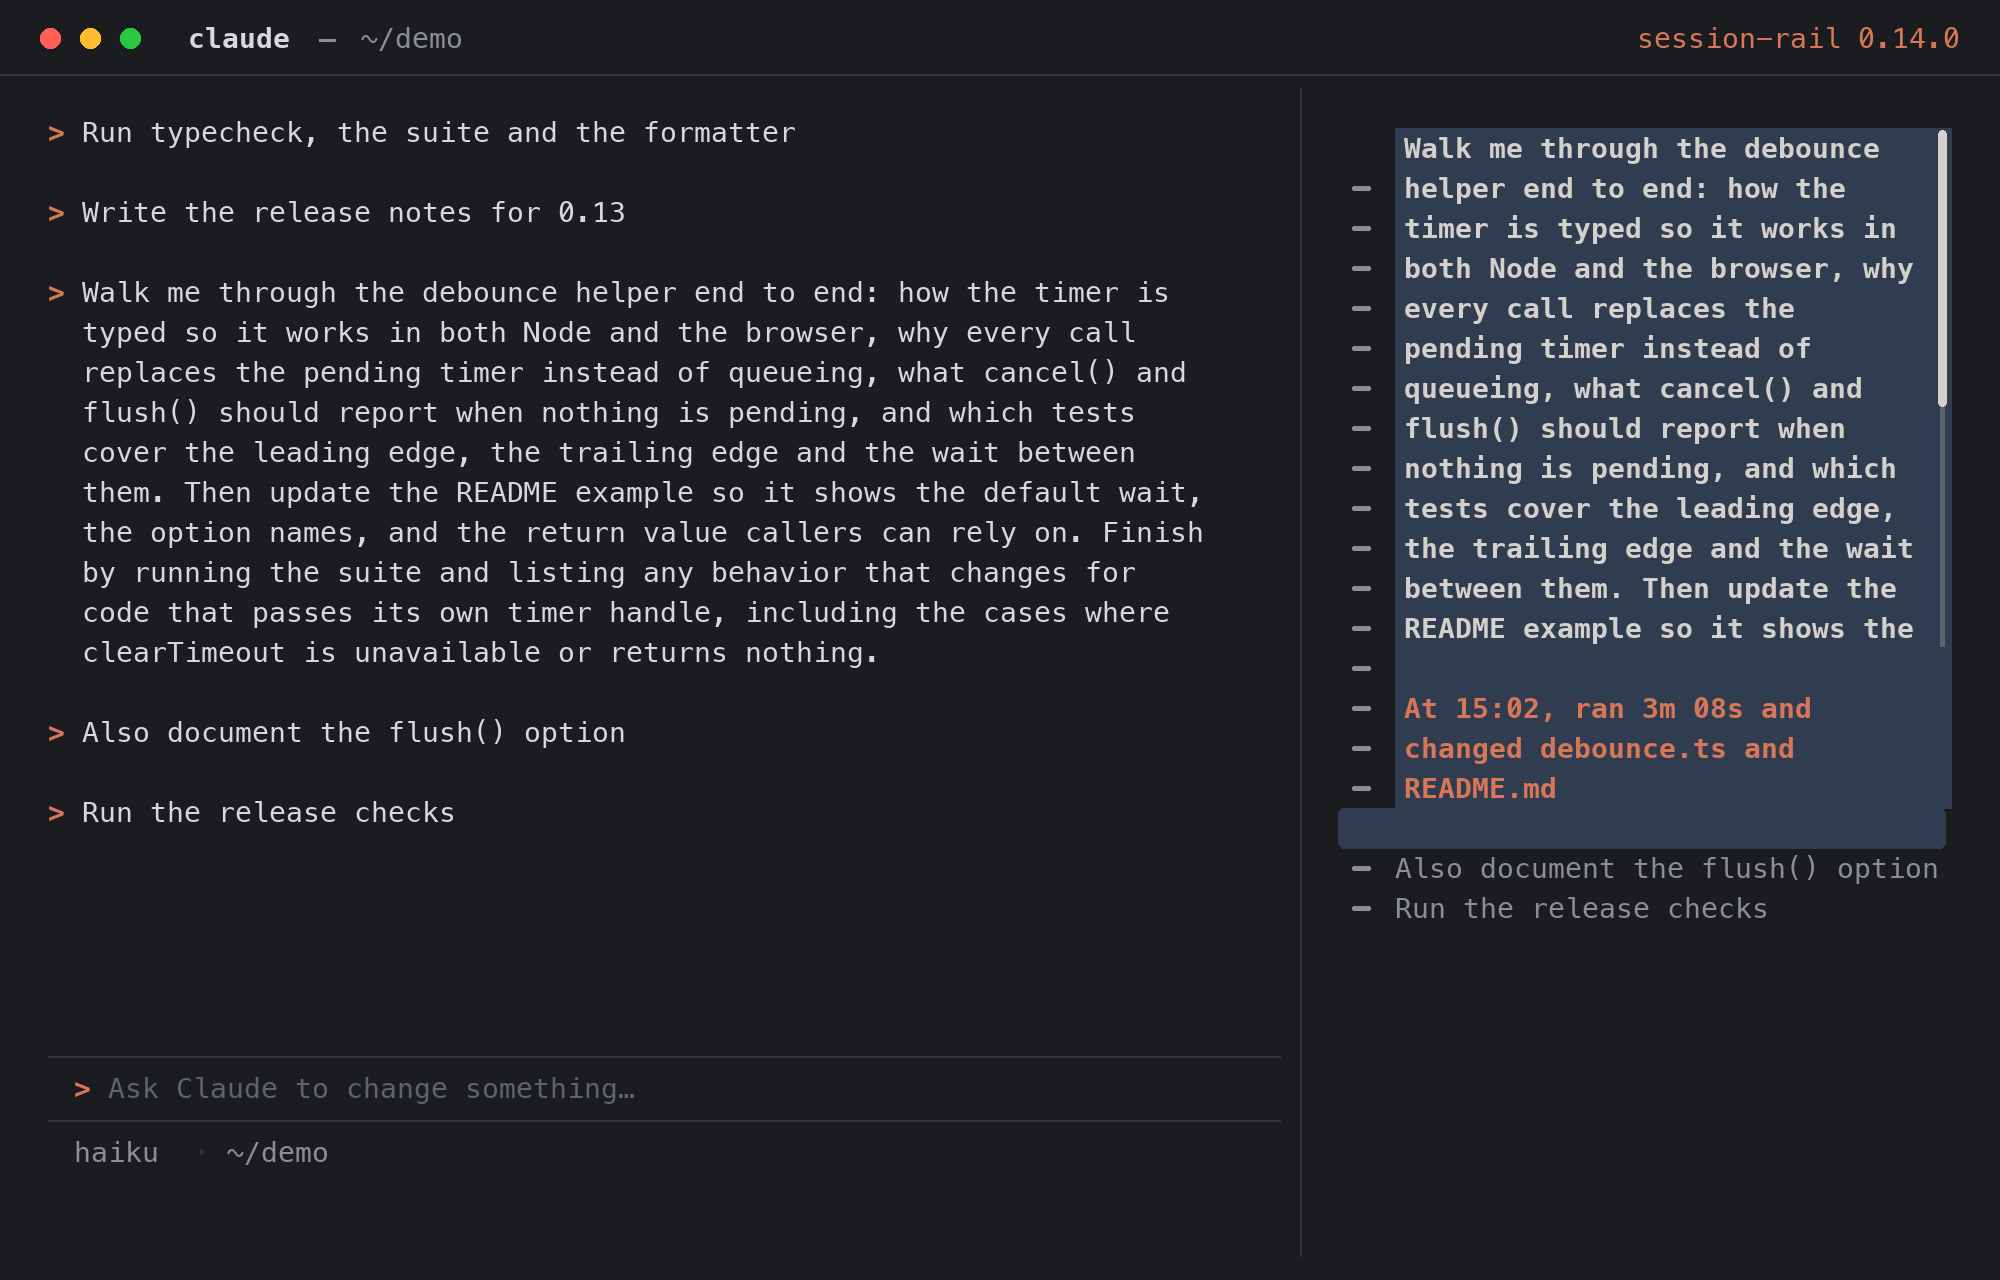 claude — ~/demo
session-rail 0.14.0
> Run typecheck, the suite and the formatter
> Write the release notes for 0.13
> Walk me through the debounce helper end to end: how the timer is
typed so it works in both Node and the browser, why every call
replaces the pending timer instead of queueing, what cancel() and
flush() should report when nothing is pending, and which tests
cover the leading edge, the trailing edge and the wait between
them. Then update the README example so it shows the default wait,
the option names, and the return value callers can rely on. Finish
by running the suite and listing any behavior that changes for
code that passes its own timer handle, including the cases where
clearTimeout is unavailable or returns nothing.
> Also document the flush() option
> Run the release checks
> Ask Claude to change something…
haiku · ~/demo
Walk me through the debounce
helper end to end: how the
timer is typed so it works in
both Node and the browser, why
every call replaces the
pending timer instead of
queueing, what cancel() and
flush() should report when
nothing is pending, and which
tests cover the leading edge,
the trailing edge and the wait
between them. Then update the
README example so it shows the
At 15:02, ran 3m 08s and
changed debounce.ts and
README.md
Also document the flush() option
Run the release checks